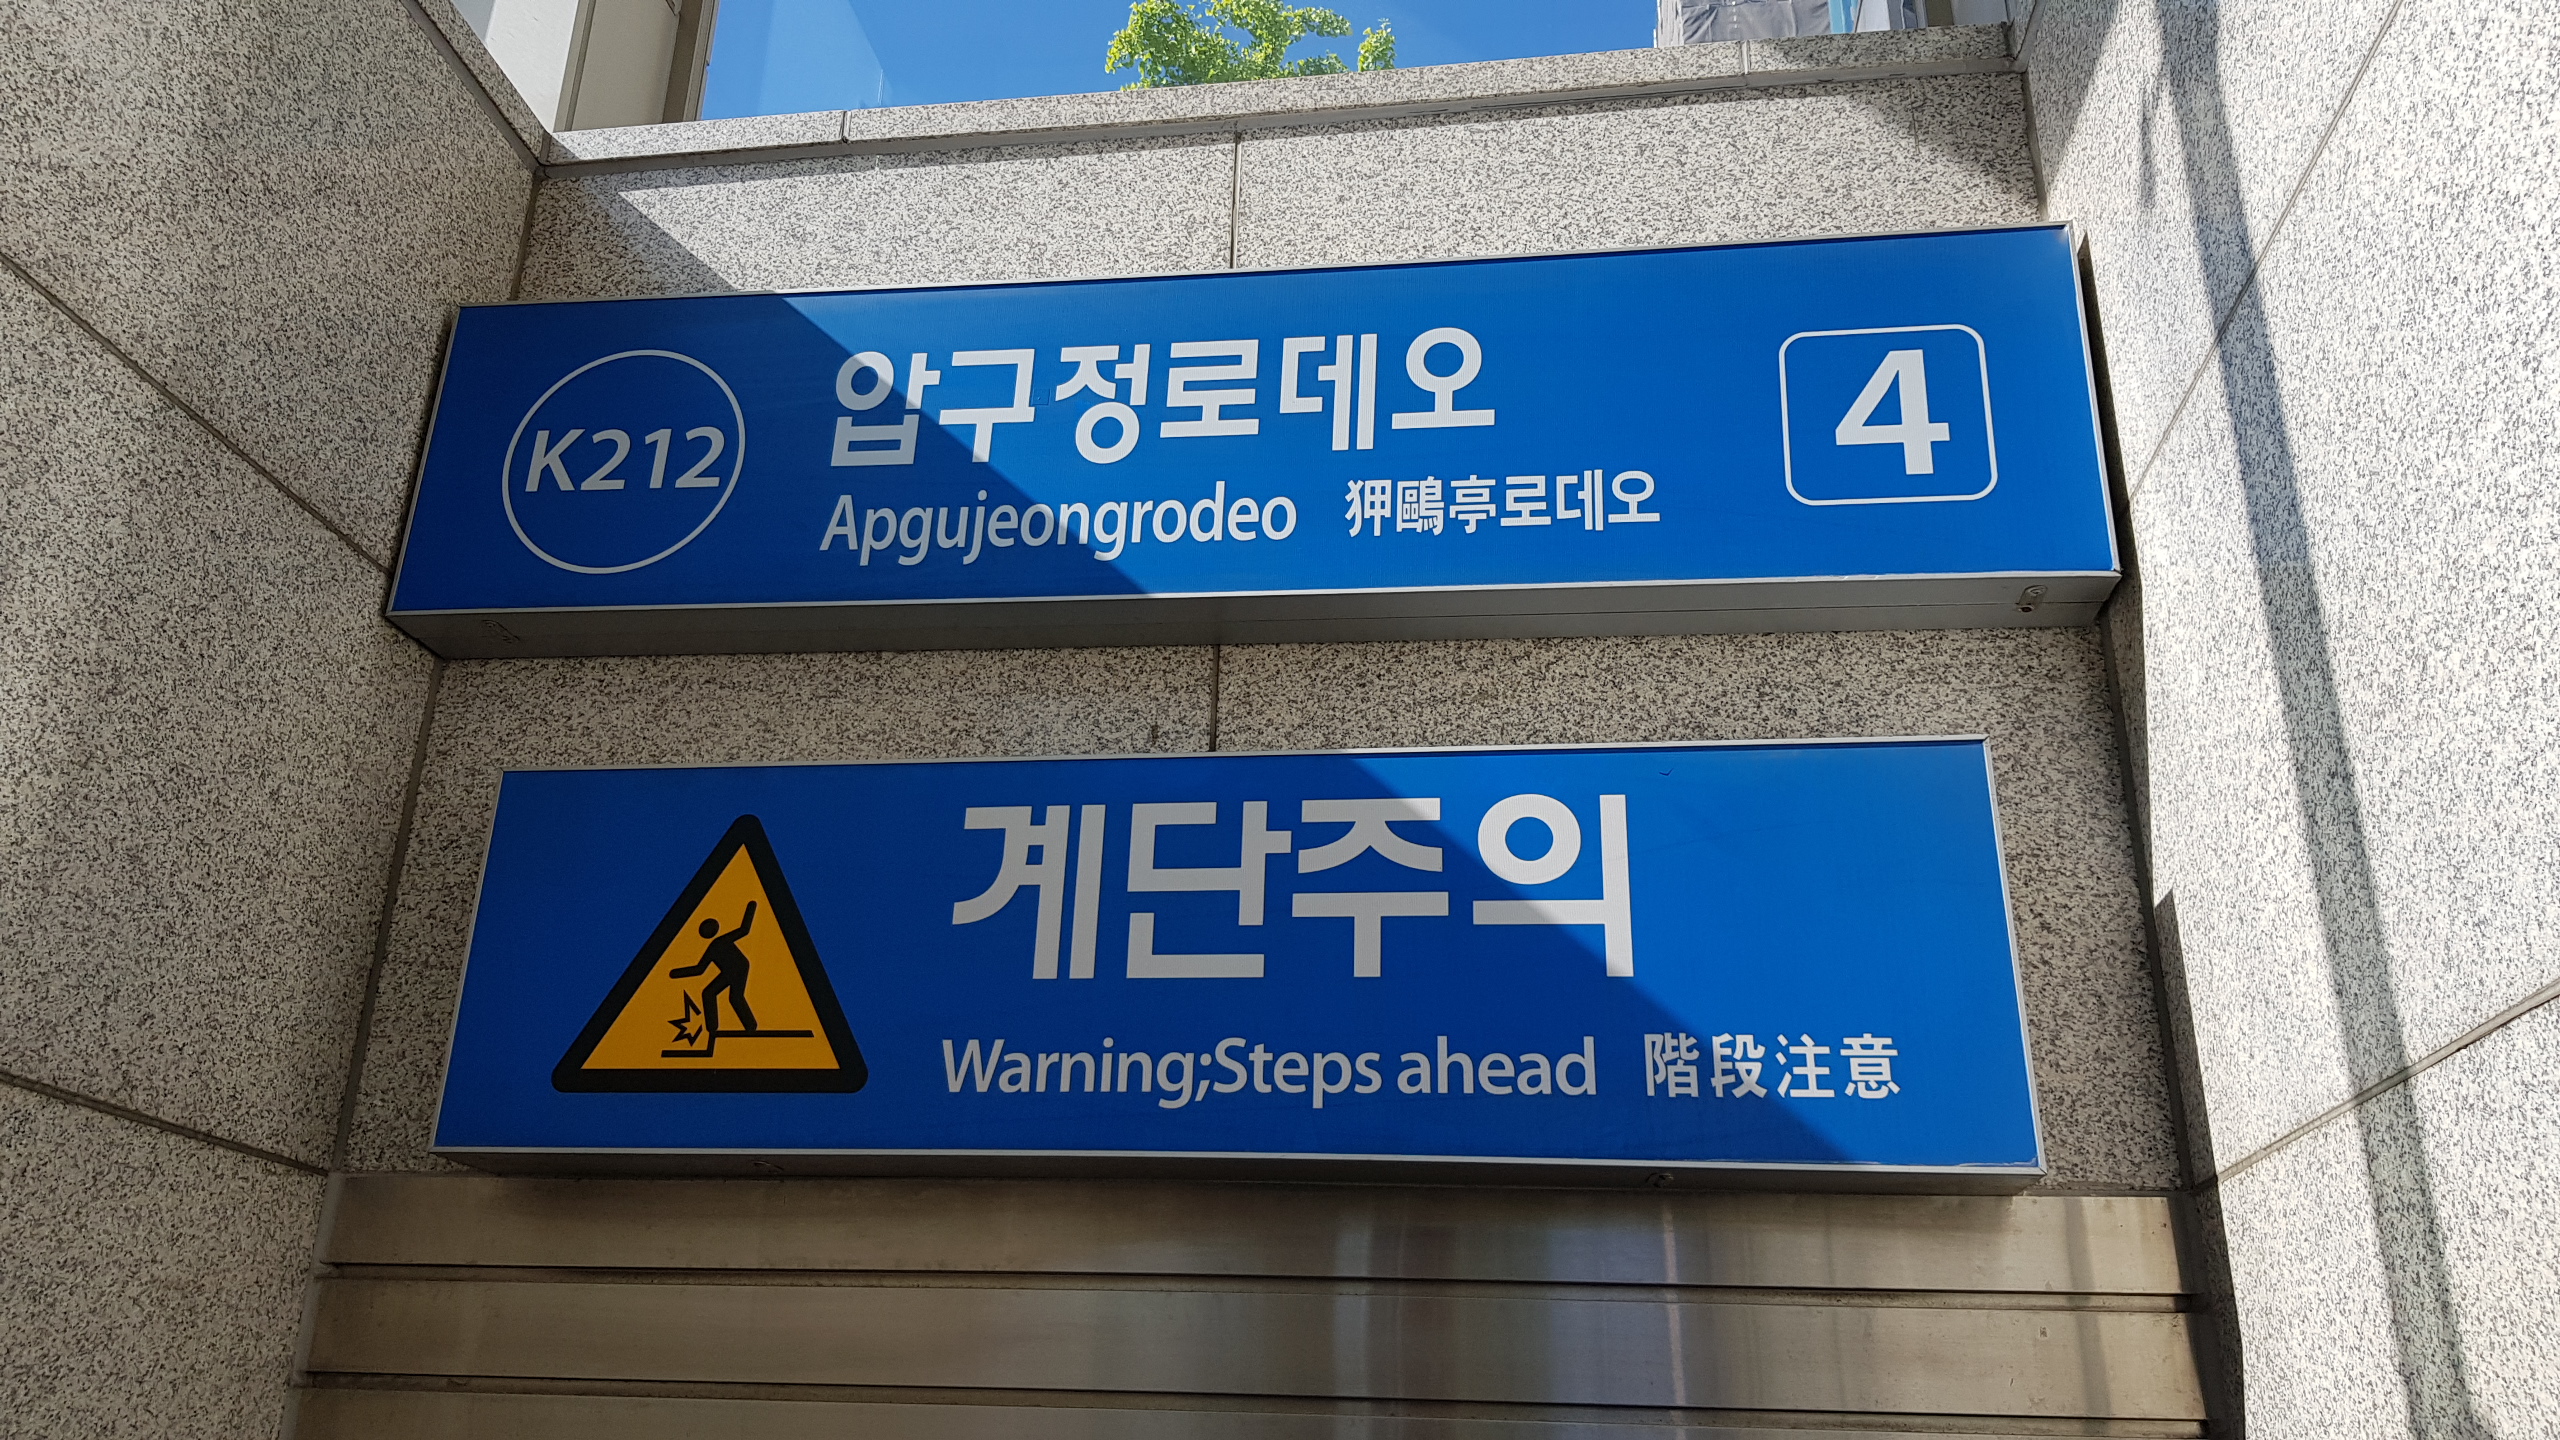 K212
압구정로데오
Apgujeongrodeo 狎鷗亭로데오
4
계단주의
Warning;Steps ahead 階段注意